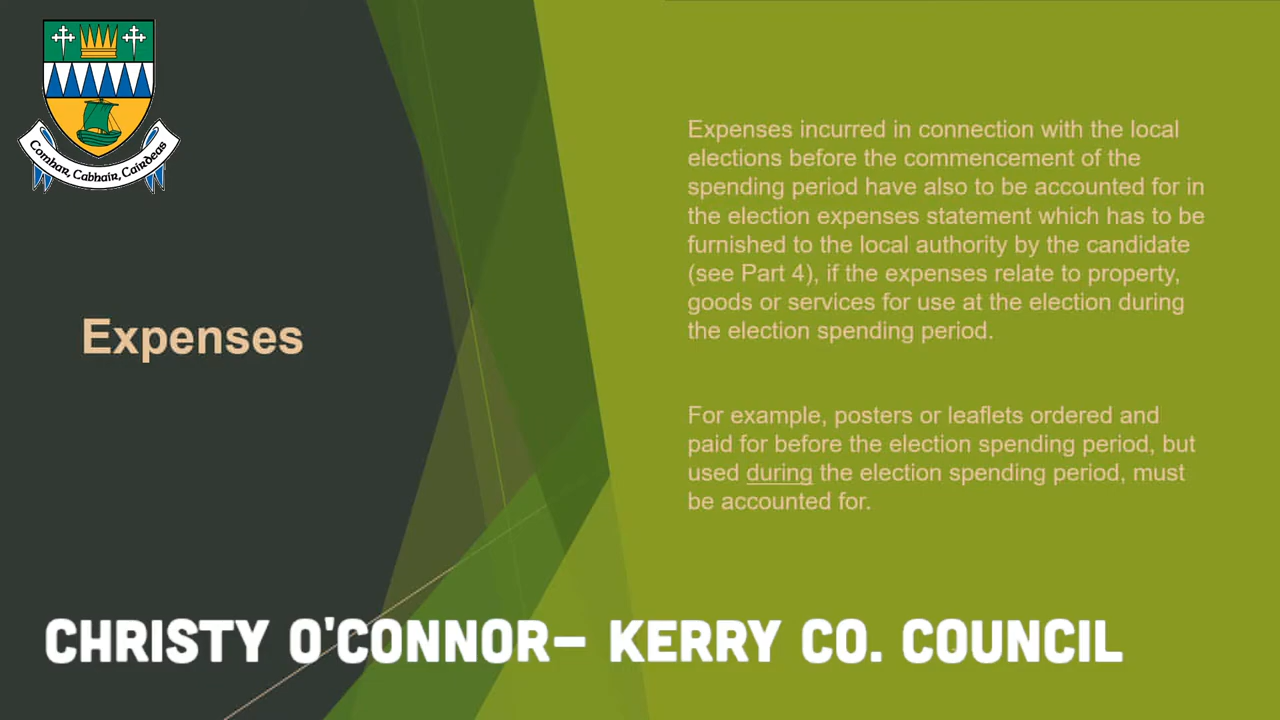 Comhar, Cabhair, Cairdeas
Expenses
Expenses incurred in connection with the local
elections before the commencement of the
spending period have also to be accounted for in
the election expenses statement which has to be
furnished to the local authority by the candidate
(see Part 4), if the expenses relate to property,
goods or services for use at the election during
the election spending period.
For example, posters or leaflets ordered and
paid for before the election spending period, but
used during the election spending period, must
be accounted for.
CHRISTY O'CONNOR– KERRY CO. COUNCIL